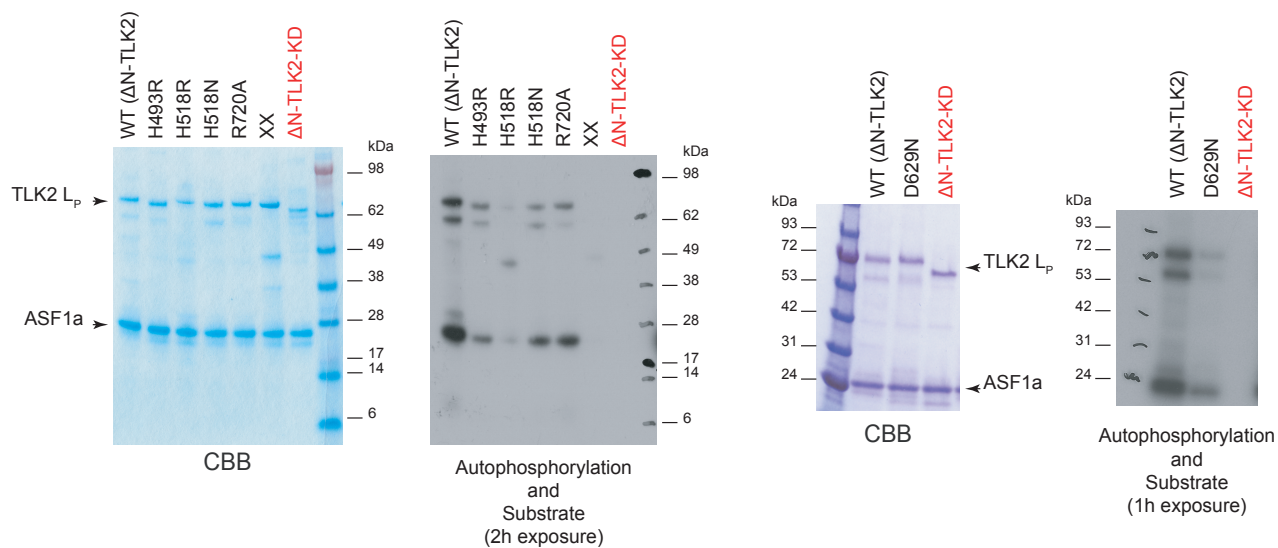 WT (ΔN-TLK2)
H493R
H518R
H518N
R720A
XX
ΔN-TLK2-KD
kDa
98
62
49
38
28
17
14
6
TLK2 LP
ASF1a
CBB
WT (ΔN-TLK2)
H493R
H518R
H518N
R720A
XX
ΔN-TLK2-KD
kDa
98
62
49
38
28
17
14
6
Autophosphorylation
and
Substrate
(2h exposure)
WT (ΔN-TLK2)
D629N
ΔN-TLK2-KD
kDa
93
72
53
42
31
24
TLK2 LP
ASF1a
CBB
WT (ΔN-TLK2)
D629N
ΔN-TLK2-KD
kDa
93
72
53
42
31
24
Autophosphorylation
and
Substrate
(1h exposure)